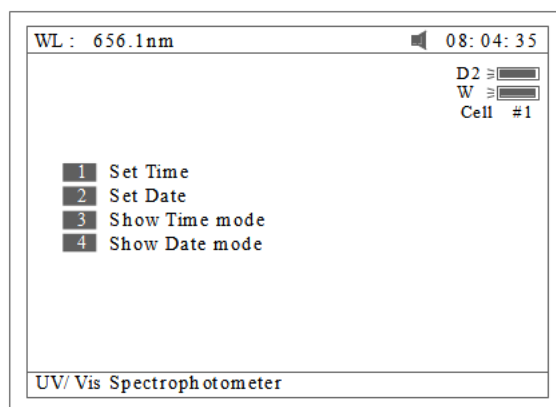 WL: 656.1nm 08:04:35
D2
W
Cell #1
1 Set Time
2 Set Date
3 Show Time mode
4 Show Date mode
UV/Vis Spectrophotometer